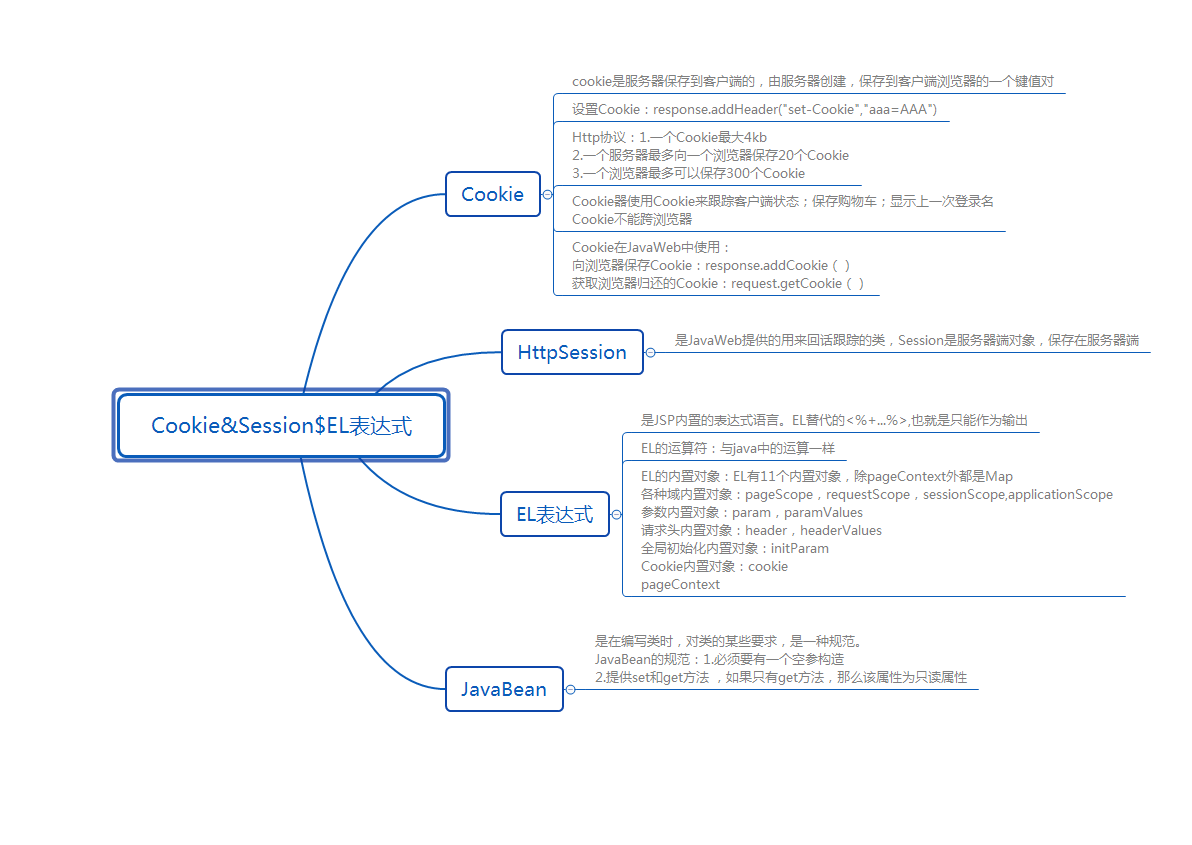 Cookie&Session$EL表达式
Cookie
cookie是服务器保存到客户端的，由服务器创建，保存到客户端浏览器的一个键值对
设置Cookie：response.addHeader("set-Cookie","aaa=AAA")
Http协议：1.一个Cookie最大4kb
2.一个服务器最多向一个浏览器保存20个Cookie
3.一个浏览器最多可以保存300个Cookie
Cookie器使用Cookie来跟踪客户端状态；保存购物车；显示上一次登录名
Cookie不能跨浏览器
Cookie在JavaWeb中使用：
向浏览器保存Cookie：response.addCookie（ ）
获取浏览器归还的Cookie：request.getCookie（ ）
HttpSession
是JavaWeb提供的用来回话跟踪的类，Session是服务器端对象，保存在服务器端
EL表达式
是JSP内置的表达式语言。EL替代的<%+...%>,也就是只能作为输出
EL的运算符：与java中的运算一样
EL的内置对象：EL有11个内置对象，除pageContext外都是Map
各种域内置对象：pageScope，requestScope，sessionScope,applicationScope
参数内置对象：param，paramValues
请求头内置对象：header，headerValues
全局初始化内置对象：initParam
Cookie内置对象：cookie
pageContext
JavaBean
是在编写类时，对类的某些要求，是一种规范。
JavaBean的规范：1.必须要有一个空参构造
2.提供set和get方法 ，如果只有get方法，那么该属性为只读属性